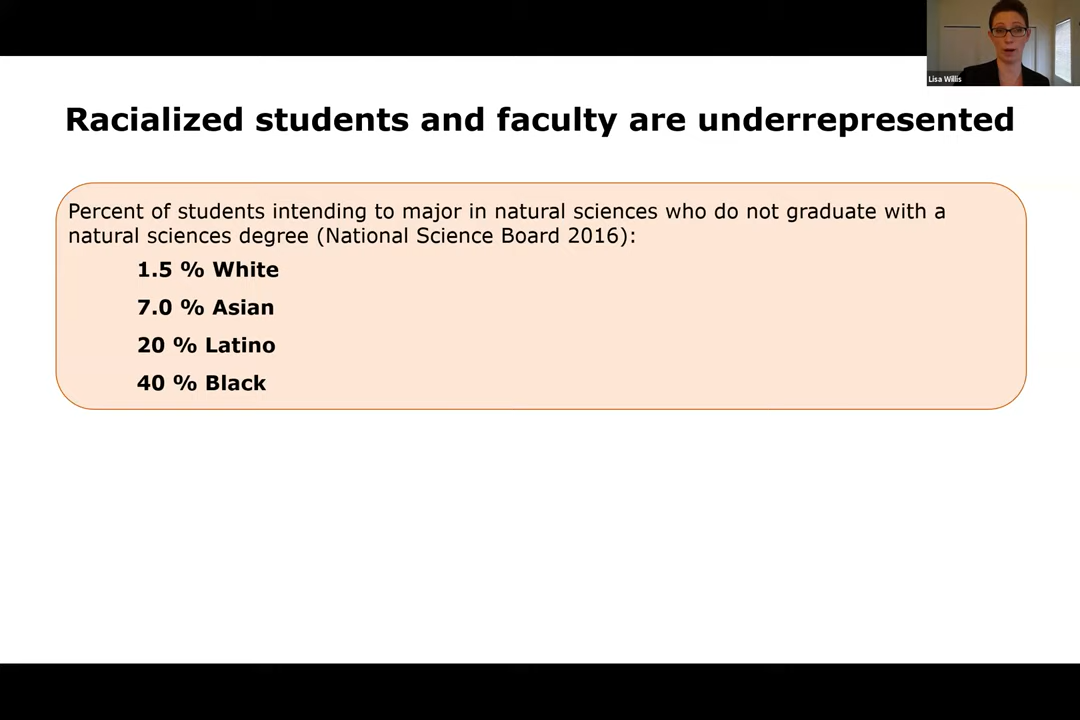 Lisa Willis
Racialized students and faculty are underrepresented
Percent of students intending to major in natural sciences who do not graduate with a
natural sciences degree (National Science Board 2016):
1.5 % White
7.0 % Asian
20 % Latino
40 % Black